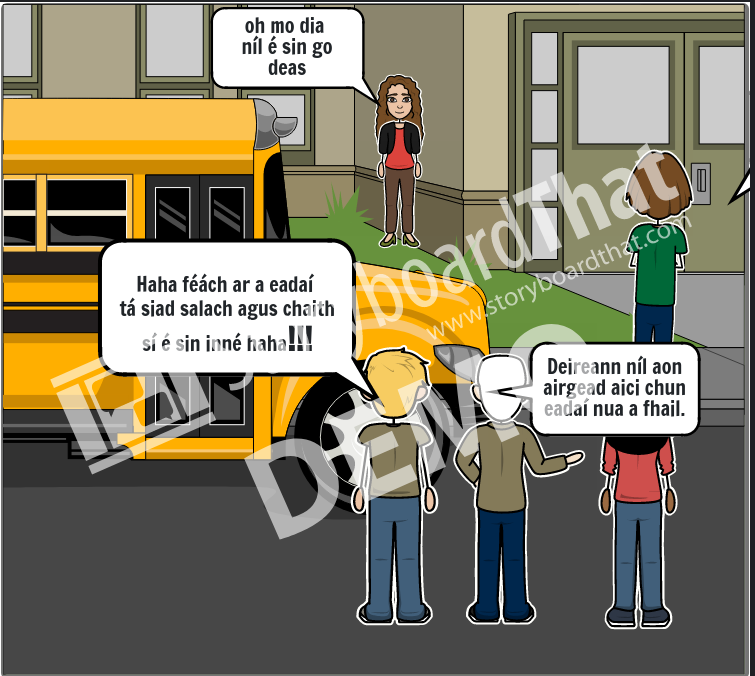 oh mo dia
níl é sin go
deas
Haha féách ar a eadaí
tá siad salach agus chaith
sí é sin inné haha!!!
Deireann níl aon
airgead aici chun
eadaí nua a fhail.
StoryboardThat
www.storyboardthat.com
DEMO